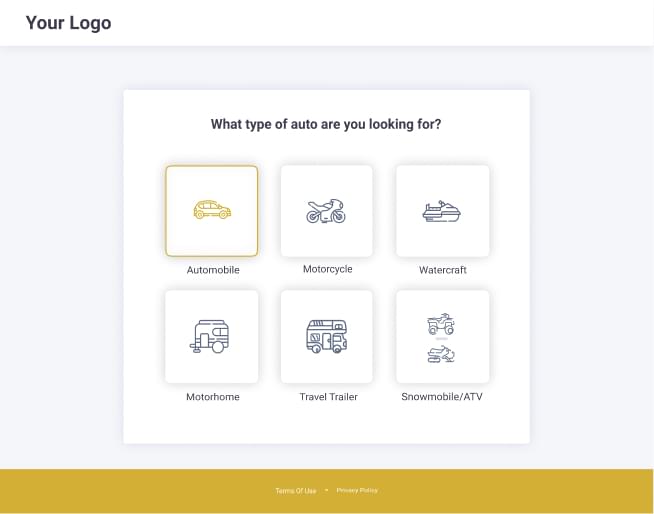 Your Logo
What type of auto are you looking for?
Automobile
Motorcycle
Watercraft
Motorhome
Travel Trailer
Snowmobile/ATV
Terms Of Use • Privacy Policy